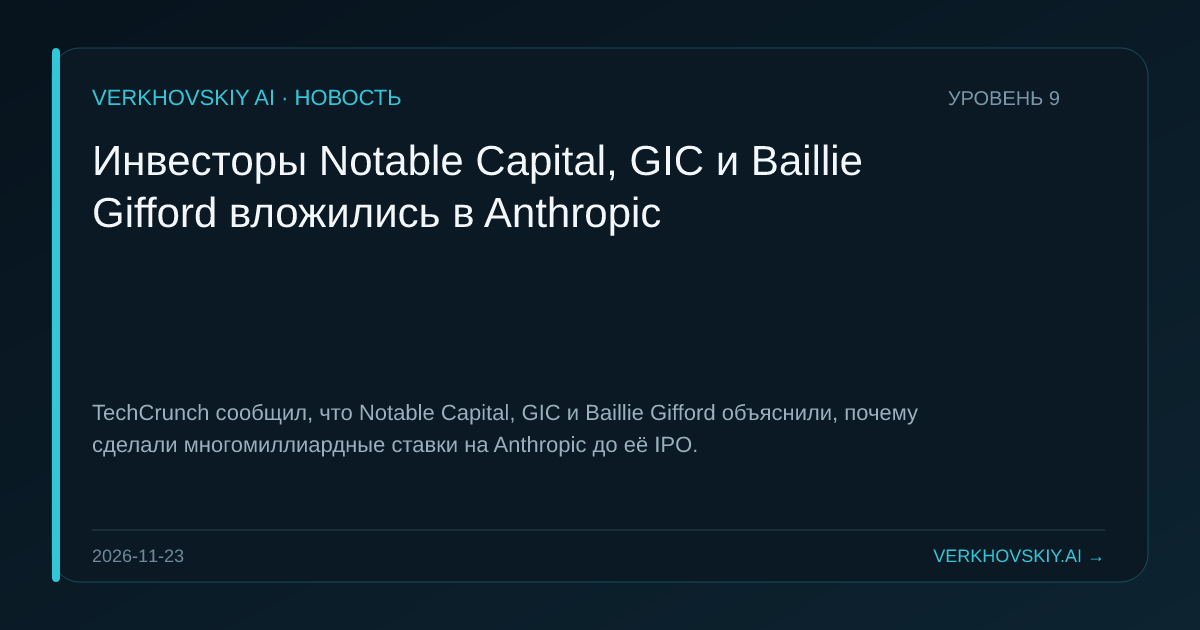 VERKHOVSKIY AI · НОВОСТЬ
УРОВЕНЬ 9
Инвесторы Notable Capital, GIC и Baillie
Gifford вложились в Anthropic
TechCrunch сообщил, что Notable Capital, GIC и Baillie Gifford объяснили, почему
сделали многомиллиардные ставки на Anthropic до её IPO.
2026-11-23
VERKHOVSKIY.AI →